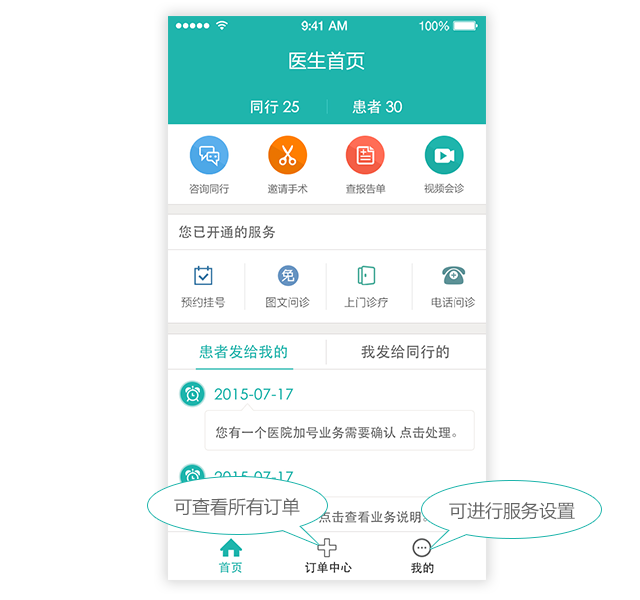 9:41 AM 100%
医生首页
同行 25 患者 30
咨询同行 邀请手术 查报告单 视频会诊
您已开通的服务
免
预约挂号 图文问诊 上门诊疗 电话问诊
患者发给我的 我发给同行的
2015-07-17
您有一个医院加号业务需要确认 点击处理。
2015-07-17
可查看所有订单 可进行服务设置
点击查看业务说明。
首页 订单中心 我的